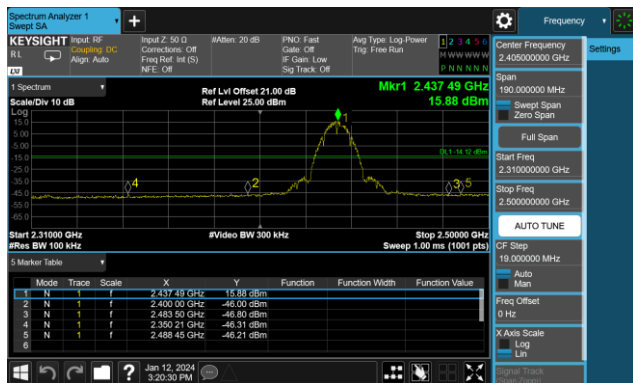 Spectrum Analyzer 1
Swept SA
Frequency
KEYSIGHT
RL
LXI
Input: RF
Coupling: DC
Align: Auto
Input Z: 50 Ω
Corrections: Off
Freq Ref: Int (S)
NFE: Off
#Atten: 20 dB
PNO: Fast
Gate: Off
IF Gain: Low
Sig Track: Off
Avg Type: Log-Power
Trig: Free Run
1 2 3 4 5 6
M W W W W W
P N N N N N
1 Spectrum
Scale/Div 10 dB
Ref Lvl Offset 21.00 dB
Ref Level 25.00 dBm
Mkr1 2.437 49 GHz
15.88 dBm
Log
15.0
5.00
-5.00
-15.0
-25.0
-35.0
-45.0
-55.0
-65.0
1
DL1 -14.12 dBm
4
2
3
5
Start 2.31000 GHz
#Res BW 100 kHz
#Video BW 300 kHz
Stop 2.50000 GHz
Sweep 1.00 ms (1001 pts)
5 Marker Table
Mode Trace Scale X Y Function Function Width Function Value
1 N 1 f 2.437 49 GHz 15.88 dBm
2 N 1 f 2.400 00 GHz -46.00 dBm
3 N 1 f 2.483 50 GHz -46.80 dBm
4 N 1 f 2.350 21 GHz -46.31 dBm
5 N 1 f 2.488 45 GHz -46.21 dBm
6
Jan 12, 2024
3:20:30 PM
?
Center Frequency
2.405000000 GHz
Settings
Span
190.000000 MHz
Swept Span
Zero Span
Full Span
Start Freq
2.310000000 GHz
Stop Freq
2.500000000 GHz
AUTO TUNE
CF Step
19.000000 MHz
Auto
Man
Freq Offset
0 Hz
X Axis Scale
Log
Lin
Signal Track
(Span Zoom)